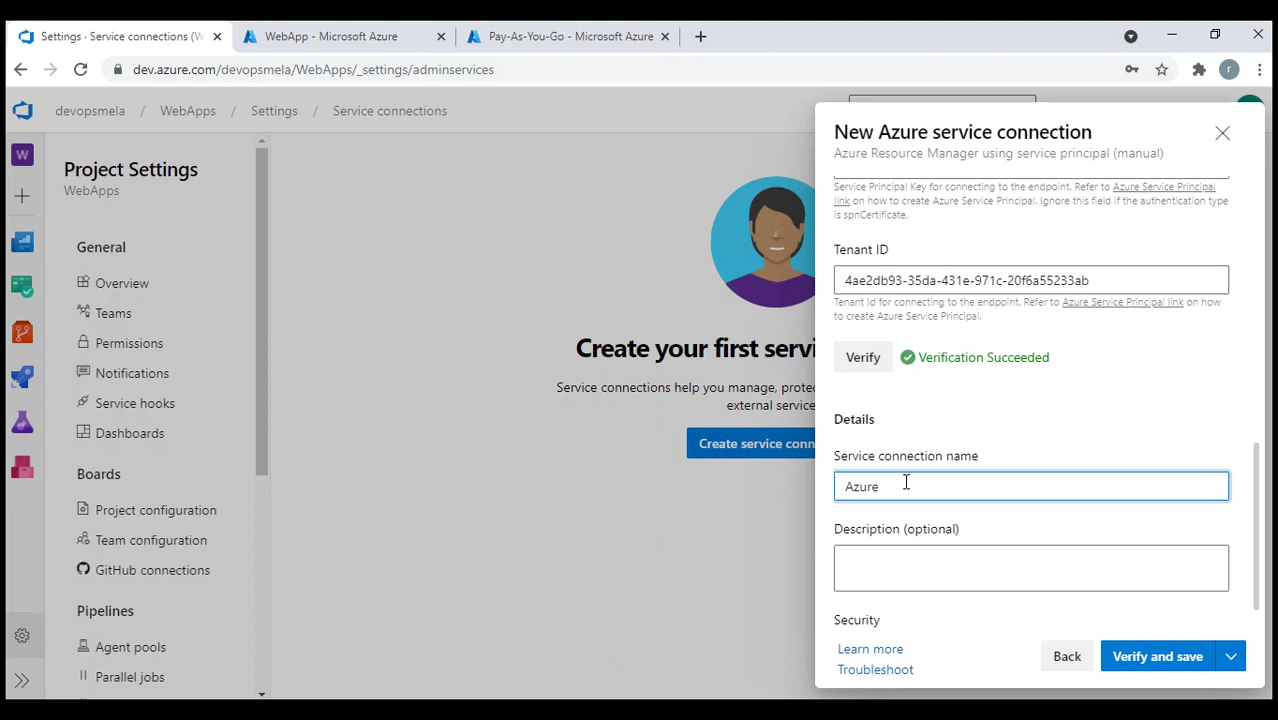 Settings · Service connections (W
WebApp - Microsoft Azure
Pay-As-You-Go - Microsoft Azure
dev.azure.com/devopsmela/WebApps/_settings/adminservices
r
devopsmela / WebApps / Settings / Service connections
W
Project Settings
WebApps
General
Overview
Teams
Permissions
Notifications
Service hooks
Dashboards
Boards
Project configuration
Team configuration
GitHub connections
Pipelines
Agent pools
Parallel jobs
Create your first servi
Service connections help you manage, prote
external service
Create service conn
New Azure service connection
Azure Resource Manager using service principal (manual)
Service Principal Key for connecting to the endpoint. Refer to Azure Service Principal
link on how to create Azure Service Principal. Ignore this field if the authentication type
is spnCertificate.
Tenant ID
4ae2db93-35da-431e-971c-20f6a55233ab
Tenant Id for connecting to the endpoint. Refer to Azure Service Principal link on how
to create Azure Service Principal.
Verify
Verification Succeeded
Details
Service connection name
Azure
Description (optional)
Security
Learn more
Troubleshoot
Back
Verify and save